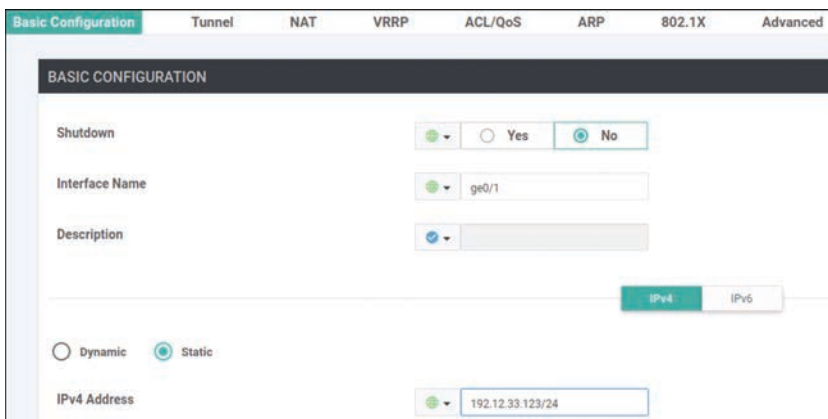 Basic Configuration Tunnel NAT VRRP ACL/QoS ARP 802.1X Advanced
BASIC CONFIGURATION
Shutdown Yes No
Interface Name ge0/1
Description
IPv4 IPv6
Dynamic Static
IPv4 Address 192.12.33.123/24